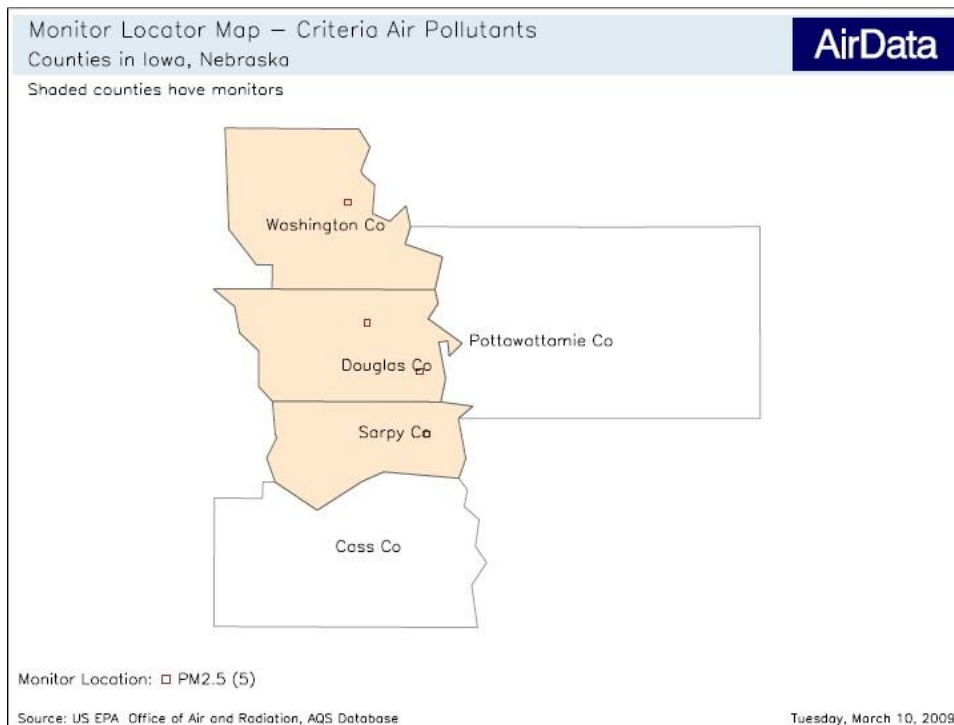 Monitor Locator Map – Criteria Air Pollutants
AirData
Counties in Iowa, Nebraska
Shaded counties have monitors
Washington Co
Pottawattamie Co
Douglas Co
Sarpy Co
Cass Co
Monitor Location: PM2.5 (5)
Source: US EPA Office of Air and Radiation, AQS Database
Tuesday, March 10, 2009